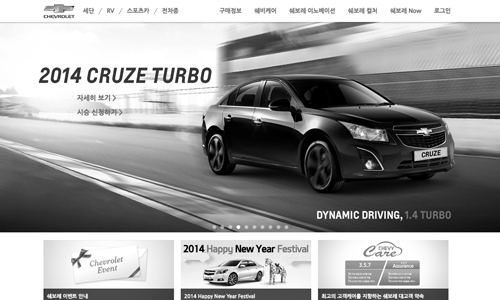 CHEVROLET
세단 / RV / 스포츠카 / 전차종 구매정보 쉐비케어 쉐보레 이노베이션 쉐보레 컬처 쉐보레 Now 로그인
2014 CRUZE TURBO
자세히 보기 >
시승 신청하기 >
CRUZE
DYNAMIC DRIVING, 1.4 TURBO
Chevrolet
Event
2014 Happy New Year Festival
CHEVY
Care
3.5.7 Assurance
쉐보레 이벤트 안내
2014 Happy New Year Festival
최고의 고객케어를 지향하는 쉐보레 대고객 약속